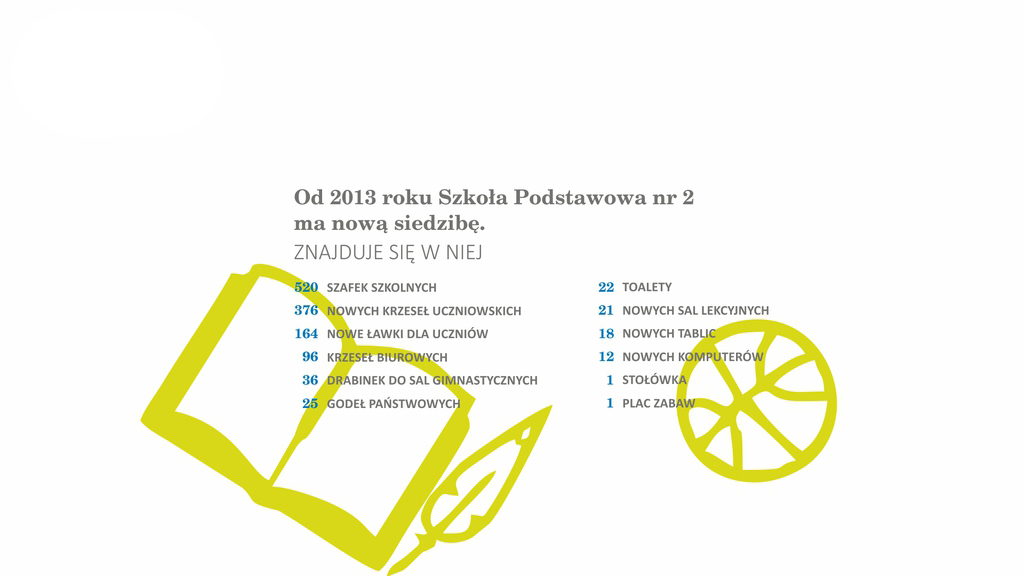 Od 2013 roku Szkoła Podstawowa nr 2
ma nową siedzibę.
ZNAJDUJE SIĘ W NIEJ
520 SZAFEK SZKOLNYCH
376 NOWYCH KRZESEŁ UCZNIOWSKICH
164 NOWE ŁAWKI DLA UCZNIÓW
96 KRZESEŁ BIUROWYCH
36 DRABINEK DO SAL GIMNASTYCZNYCH
25 GODEŁ PAŃSTWOWYCH
22 TOALETY
21 NOWYCH SAL LEKCYJNYCH
18 NOWYCH TABLIC
12 NOWYCH KOMPUTERÓW
1 STOŁÓWKA
1 PLAC ZABAW